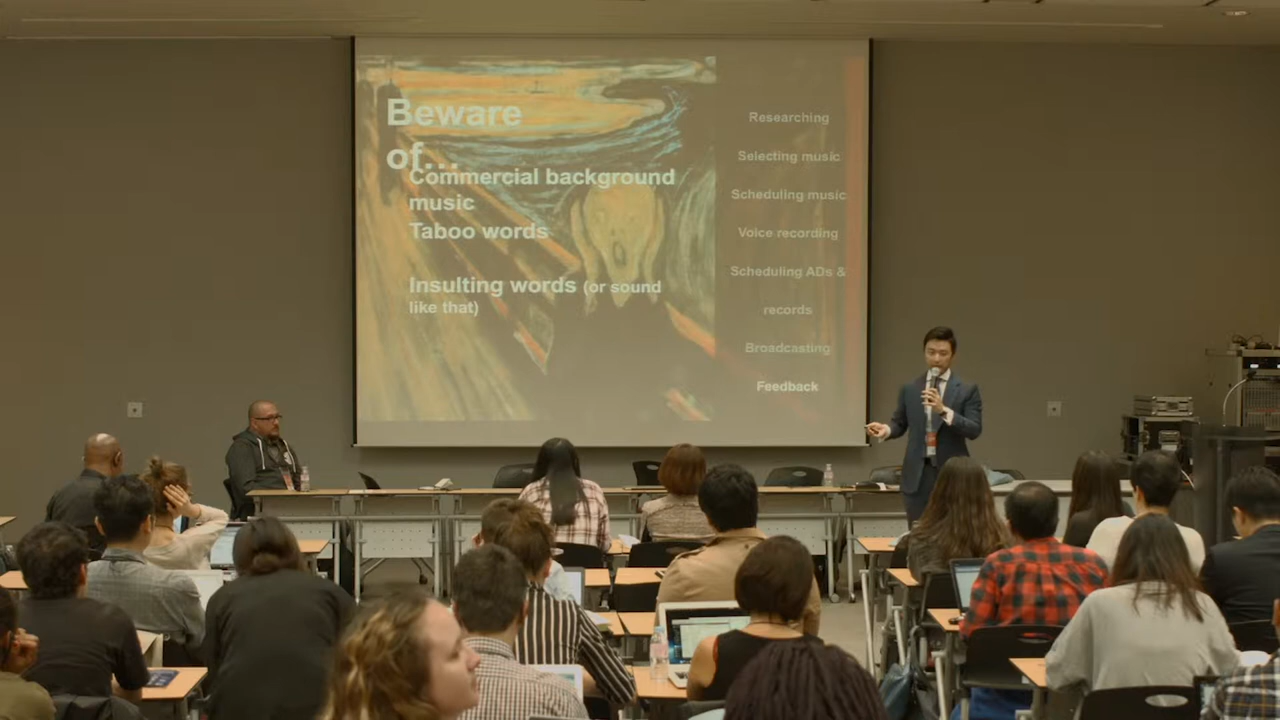 Beware
of...
Commercial background
music
Taboo words
Insulting words (or sound
like that)
Researching
Selecting music
Scheduling music
Voice recording
Scheduling ADs &
records
Broadcasting
Feedback